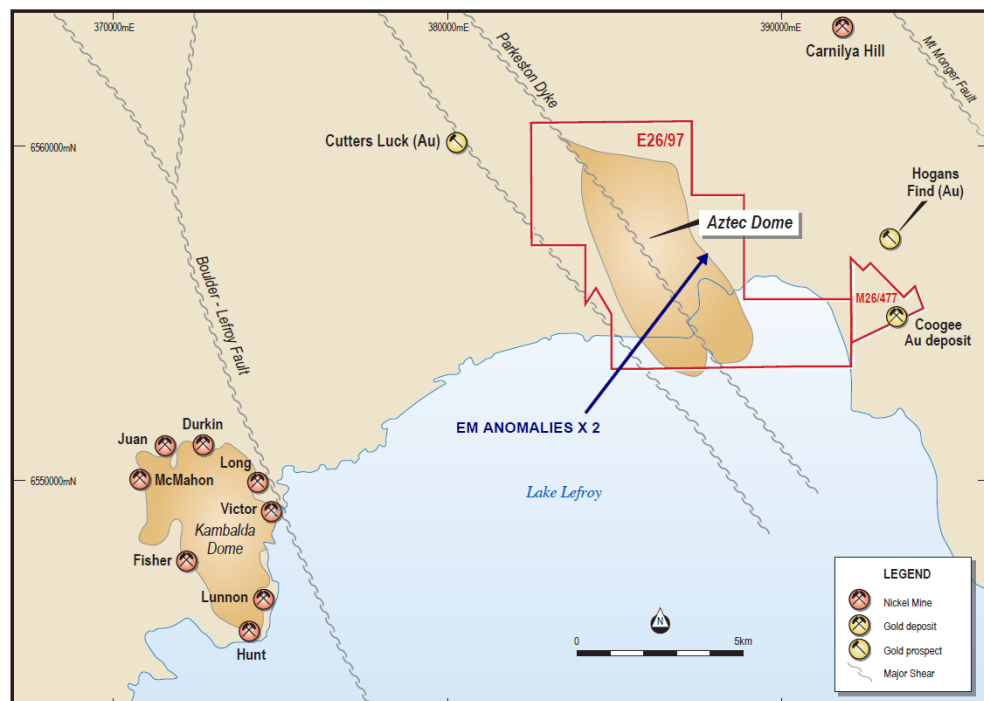 370000mE
380000mE
390000mE
Carnilya Hill
Mt Monger Fault
Parkeston Dyke
Cutters Luck (Au)
E26/97
6560000mN
Hogans
Find (Au)
Aztec Dome
Boulder - Lefroy Fault
M26/477
Coogee
Au deposit
EM ANOMALIES X 2
Durkin
Juan
Long
McMahon
6550000mN
Lake Lefroy
Victor
Kambalda
Dome
Fisher
Lunnon
Hunt
N
0
5km
LEGEND
Nickel Mine
Gold deposit
Gold prospect
Major Shear